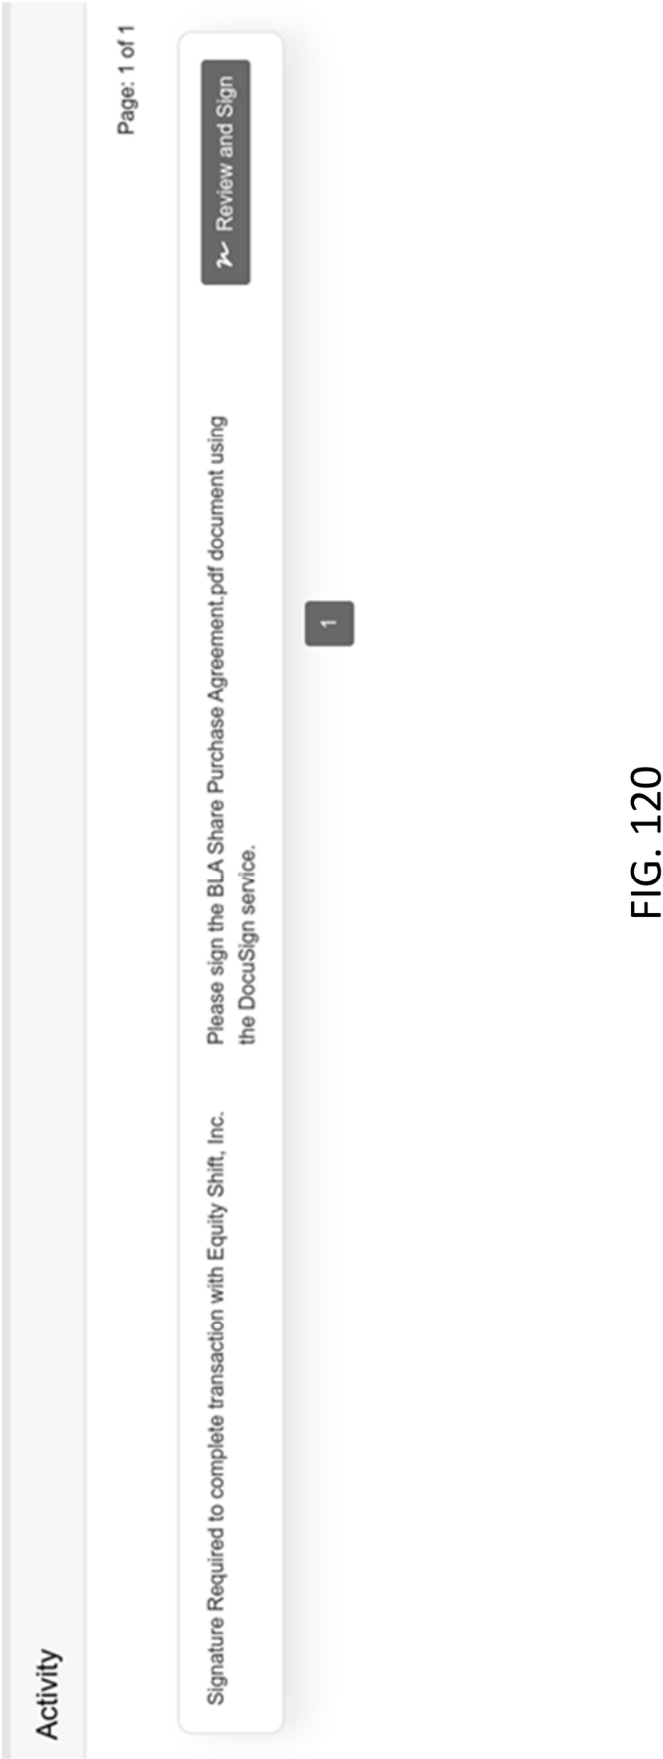 Activity
Page: 1 of 1
Signature Required to complete transaction with Equity Shift, Inc.
Please sign the BLA Share Purchase Agreement.pdf document using
the DocuSign service.
Review and Sign
1
FIG. 120